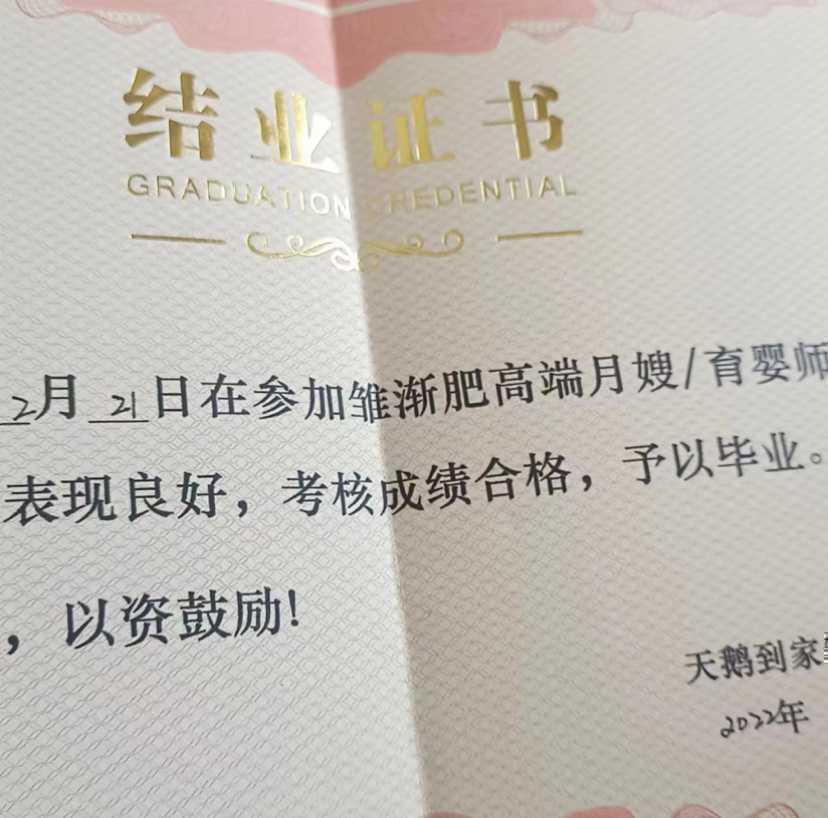 结业证书
GRADUATION CREDENTIAL
2月21日在参加雏渐肥高端月嫂/育婴师
表现良好，考核成绩合格，予以毕业。
，以资鼓励!
天鹅到家
2022年